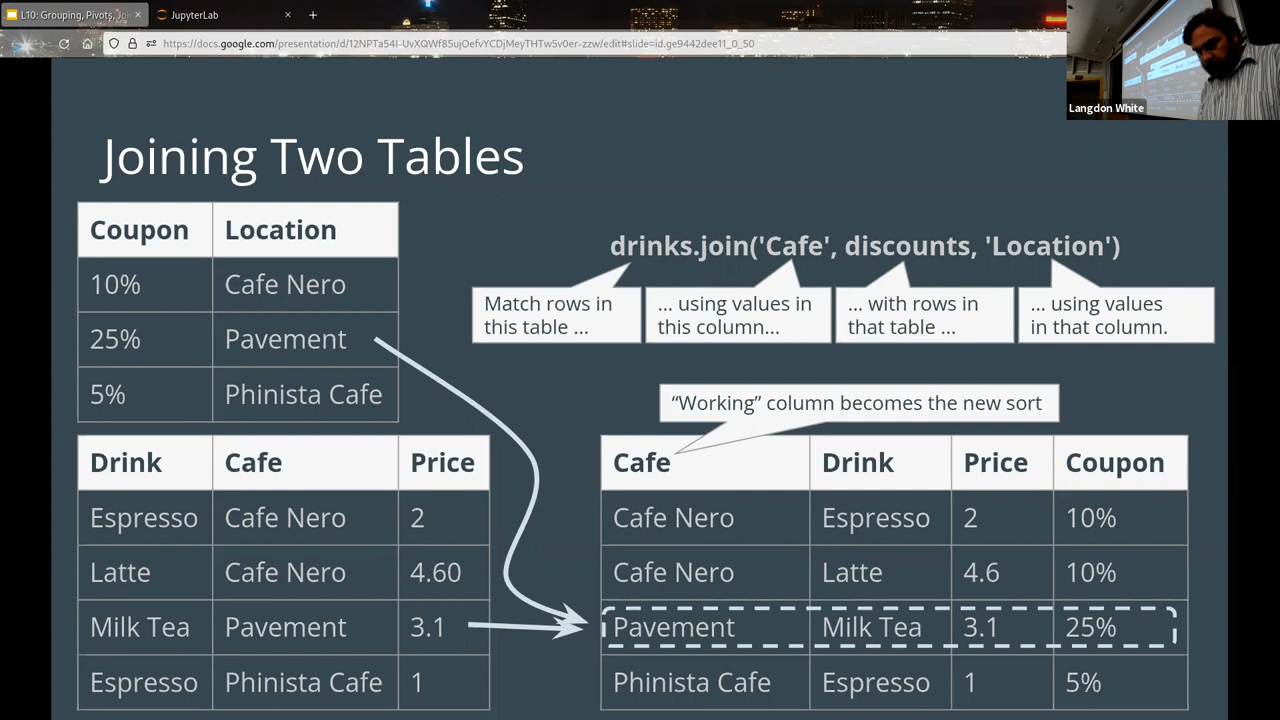 L10: Grouping, Pivots, Joi
JupyterLab
https://docs.google.com/presentation/d/12NPTa54I-UvXQWf85ujOefvYCDjMeyTHTw5v0er-zzw/edit#slide=id.ge9442dee11_0_50
Langdon White
Joining Two Tables
Coupon Location
10% Cafe Nero
25% Pavement
5% Phinista Cafe
drinks.join('Cafe', discounts, 'Location')
Match rows in
this table ...
... using values in
this column...
... with rows in
that table ...
... using values
in that column.
“Working” column becomes the new sort
Drink Cafe Price
Espresso Cafe Nero 2
Latte Cafe Nero 4.60
Milk Tea Pavement 3.1
Espresso Phinista Cafe 1
Cafe Drink Price Coupon
Cafe Nero Espresso 2 10%
Cafe Nero Latte 4.6 10%
Pavement Milk Tea 3.1 25%
Phinista Cafe Espresso 1 5%